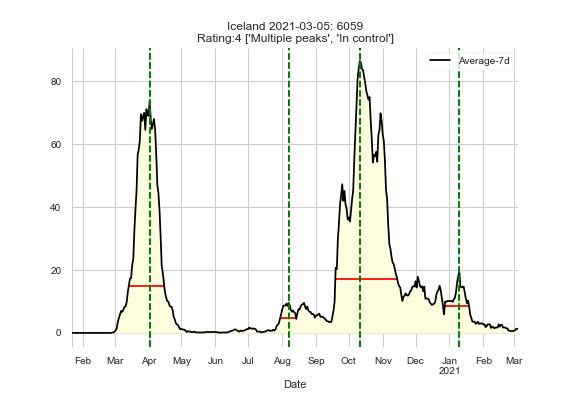 Iceland 2021-03-05: 6059
Rating:4 ['Multiple peaks', 'In control']
Average-7d
80
60
40
20
0
Feb Mar Apr May Jun Jul Aug Sep Oct Nov Dec Jan Feb Mar
2021
Date